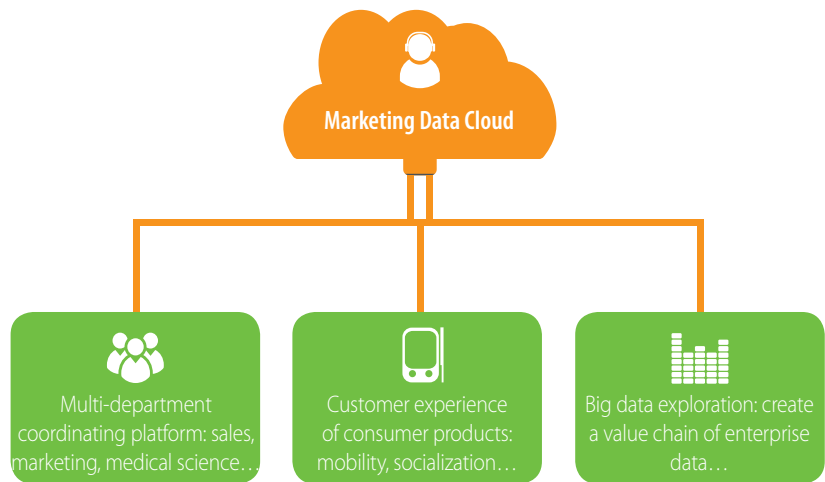 Marketing Data Cloud
Multi-department
coordinating platform: sales,
marketing, medical science…
Customer experience
of consumer products:
mobility, socialization…
Big data exploration: create
a value chain of enterprise
data…